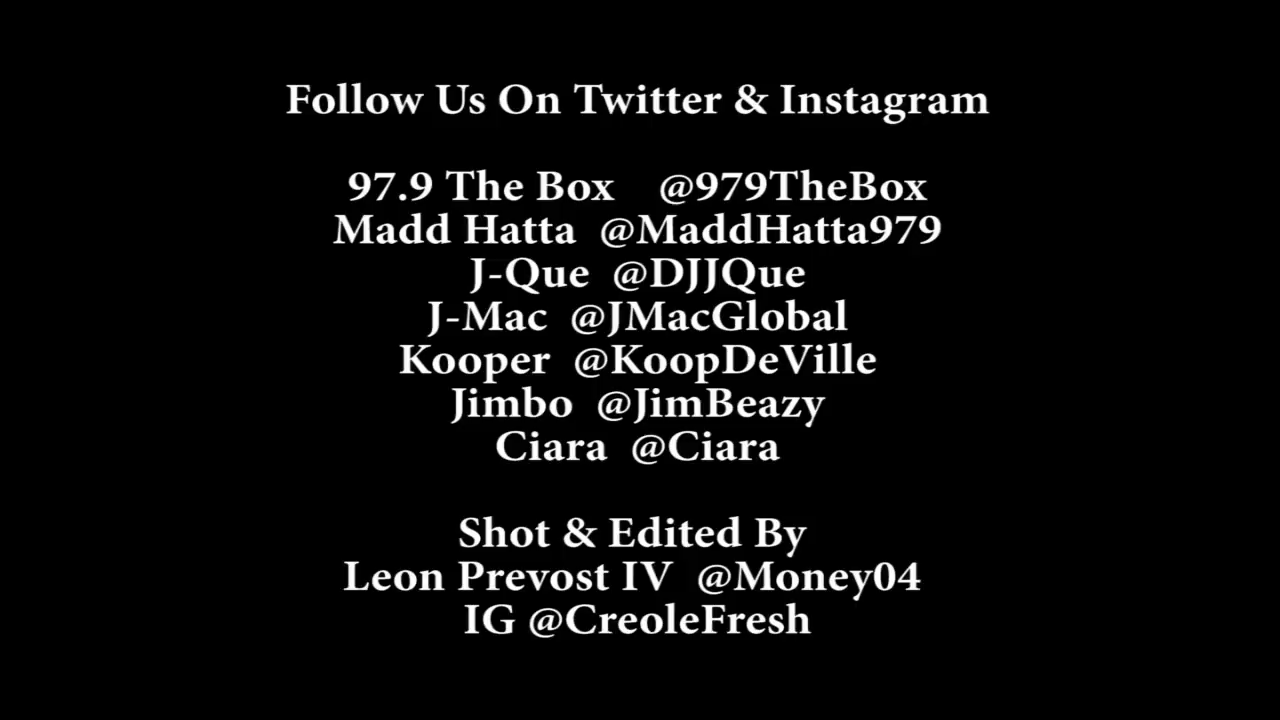 Follow Us On Twitter & Instagram
97.9 The Box @979TheBox
Madd Hatta @MaddHatta979
J-Que @DJJQue
J-Mac @JMacGlobal
Kooper @KoopDeVille
Jimbo @JimBeazy
Ciara @Ciara
Shot & Edited By
Leon Prevost IV @Money04
IG @CreoleFresh